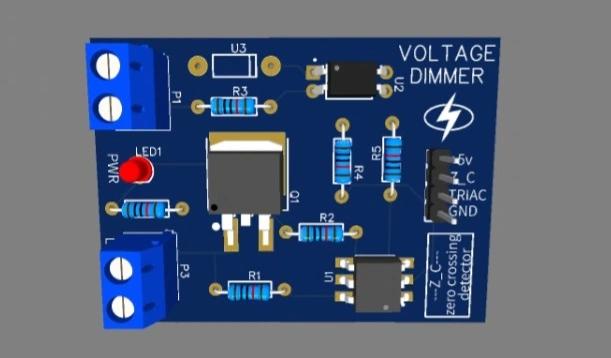 U3
VOLTAGE
DIMMER
U2
P1
R3
LED1
PWR
R5
R4
Q1
5v
Z_C
TRIAC
GND
R2
L
P3
U1
R1
---Z_C---
zero crossing
detector